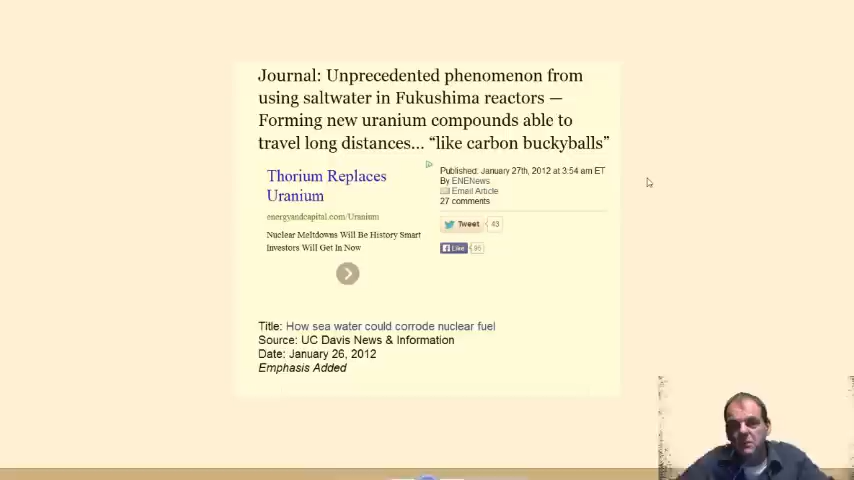 Journal: Unprecedented phenomenon from
using saltwater in Fukushima reactors —
Forming new uranium compounds able to
travel long distances... “like carbon buckyballs”
Thorium Replaces
Uranium
energyandcapital.com/Uranium
Nuclear Meltdowns Will Be History Smart
Investors Will Get In Now
Published: January 27th, 2012 at 3:54 am ET
By ENENews
Email Article
27 comments
Tweet 43
Like 95
Title: How sea water could corrode nuclear fuel
Source: UC Davis News & Information
Date: January 26, 2012
Emphasis Added